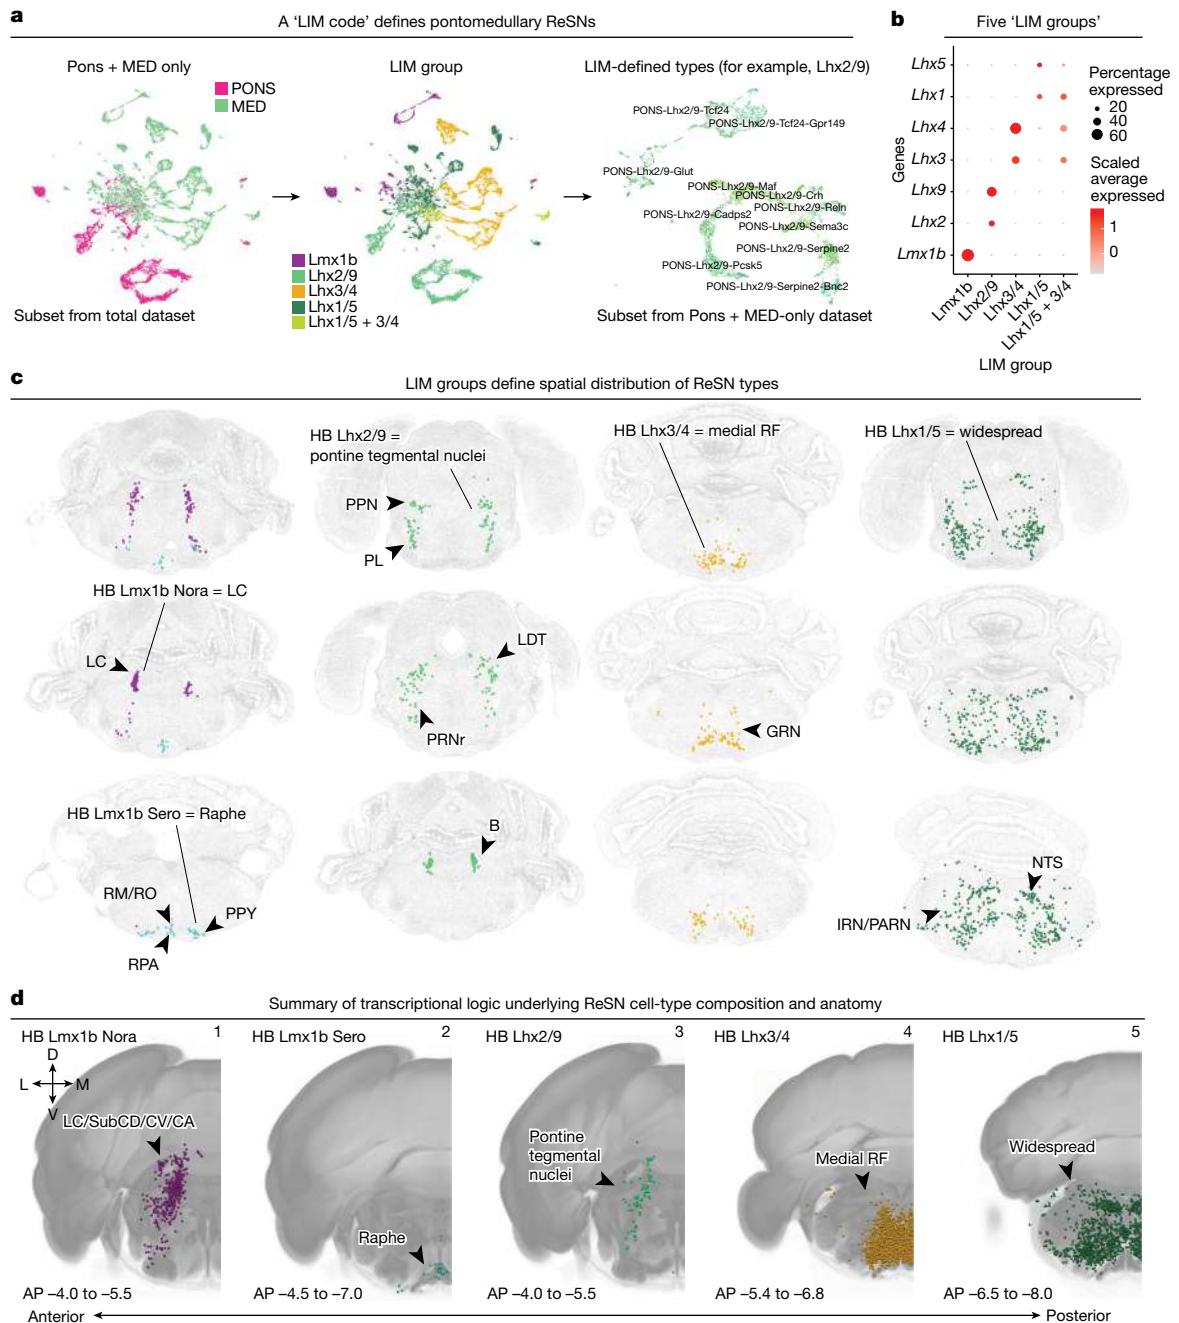 a
A ‘LIM code’ defines pontomedullary ReSNs
Pons + MED only
PONS
MED
Subset from total dataset
LIM group
Lmx1b
Lhx2/9
Lhx3/4
Lhx1/5
Lhx1/5 + 3/4
LIM-defined types (for example, Lhx2/9)
PONS-Lhx2/9-Tcf24
PONS-Lhx2/9-Tcf24-Gpr149
PONS-Lhx2/9-Glut
PONS-Lhx2/9-Maf
PONS-Lhx2/9-Crh
PONS-Lhx2/9-Reln
PONS-Lhx2/9-Cadps2
PONS-Lhx2/9-Sema3c
PONS-Lhx2/9-Serpine2
PONS-Lhx2/9-Pcsk5
PONS-Lhx2/9-Serpine2-Bnc2
Subset from Pons + MED-only dataset
b
Five ‘LIM groups’
Genes
Lhx5
Lhx1
Lhx4
Lhx3
Lhx9
Lhx2
Lmx1b
Lmx1b
Lhx2/9
Lhx3/4
Lhx1/5
Lhx1/5 + 3/4
LIM group
Percentage
expressed
20
40
60
Scaled
average
expressed
1
0
c
LIM groups define spatial distribution of ReSN types
HB Lhx2/9 =
pontine tegmental nuclei
PPN
PL
HB Lhx3/4 = medial RF
HB Lhx1/5 = widespread
HB Lmx1b Nora = LC
LC
LDT
PRNr
GRN
HB Lmx1b Sero = Raphe
RM/RO
PPY
RPA
B
NTS
IRN/PARN
d
Summary of transcriptional logic underlying ReSN cell-type composition and anatomy
HB Lmx1b Nora
1
D
L
M
V
LC/SubCD/CV/CA
AP –4.0 to –5.5
HB Lmx1b Sero
2
Raphe
AP –4.5 to –7.0
HB Lhx2/9
3
Pontine
tegmental
nuclei
AP –4.0 to –5.5
HB Lhx3/4
4
Medial RF
AP –5.4 to –6.8
HB Lhx1/5
5
Widespread
AP –6.5 to –8.0
Anterior
Posterior